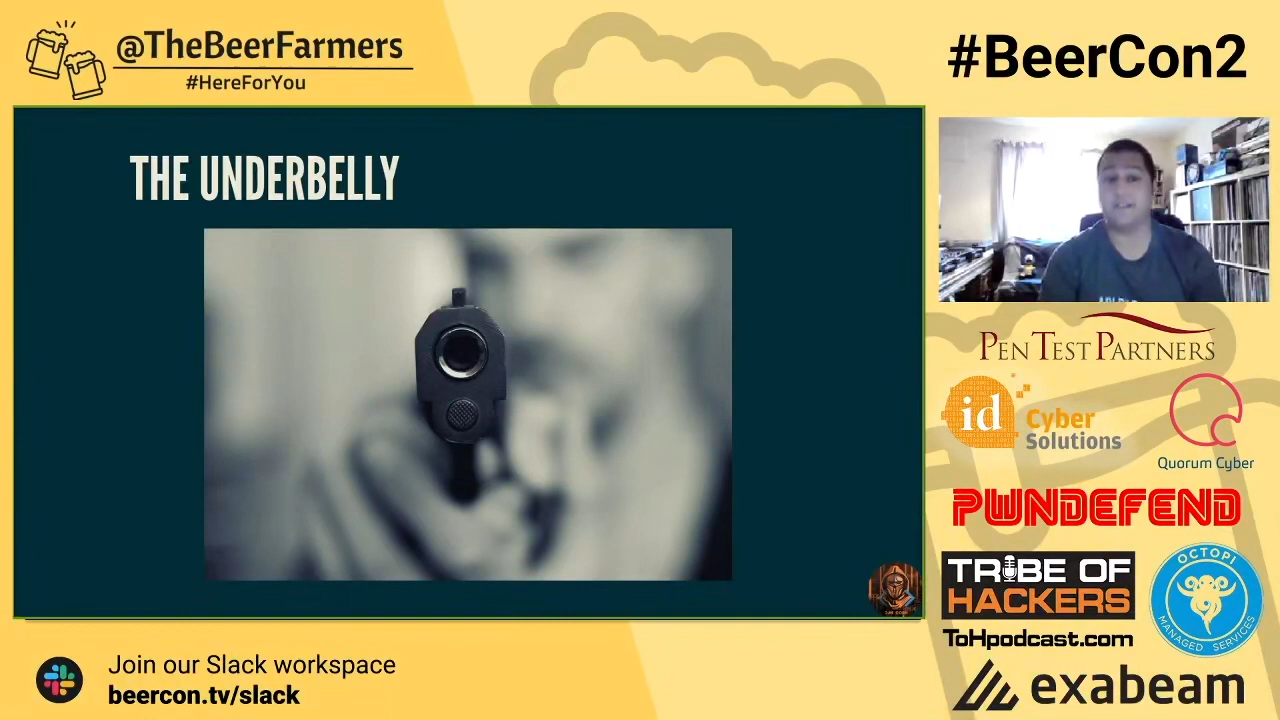 @TheBeerFarmers
#HereForYou
#BeerCon2
THE UNDERBELLY
PEN TEST PARTNERS
id Cyber
Solutions
Quorum Cyber
PWNDEFEND
TRIBE OF
HACKERS
ToHpodcast.com
OCTOPI
MANAGED SERVICES
exabeam
Join our Slack workspace
beercon.tv/slack